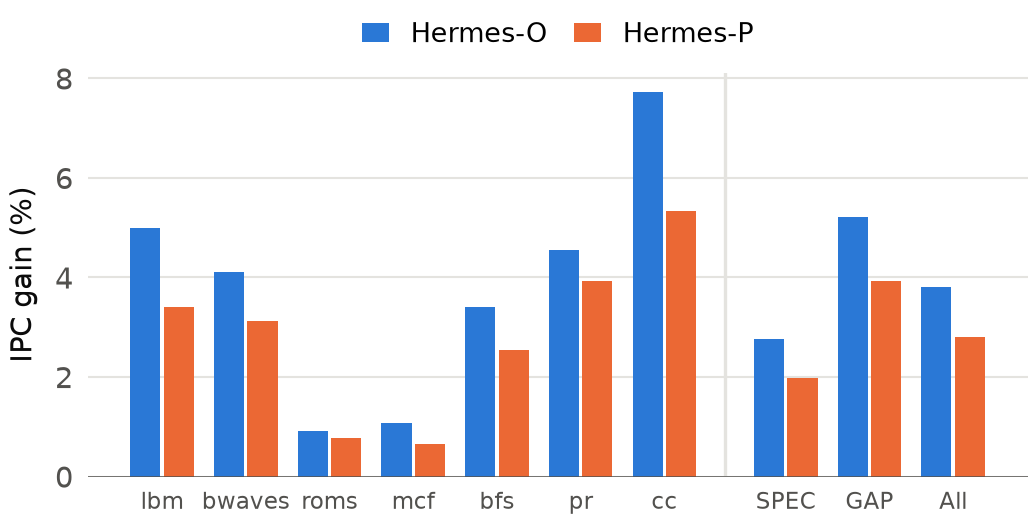 Hermes-O Hermes-P
IPC gain (%)
8
6
4
2
0
lbm bwaves roms mcf bfs pr cc SPEC GAP All